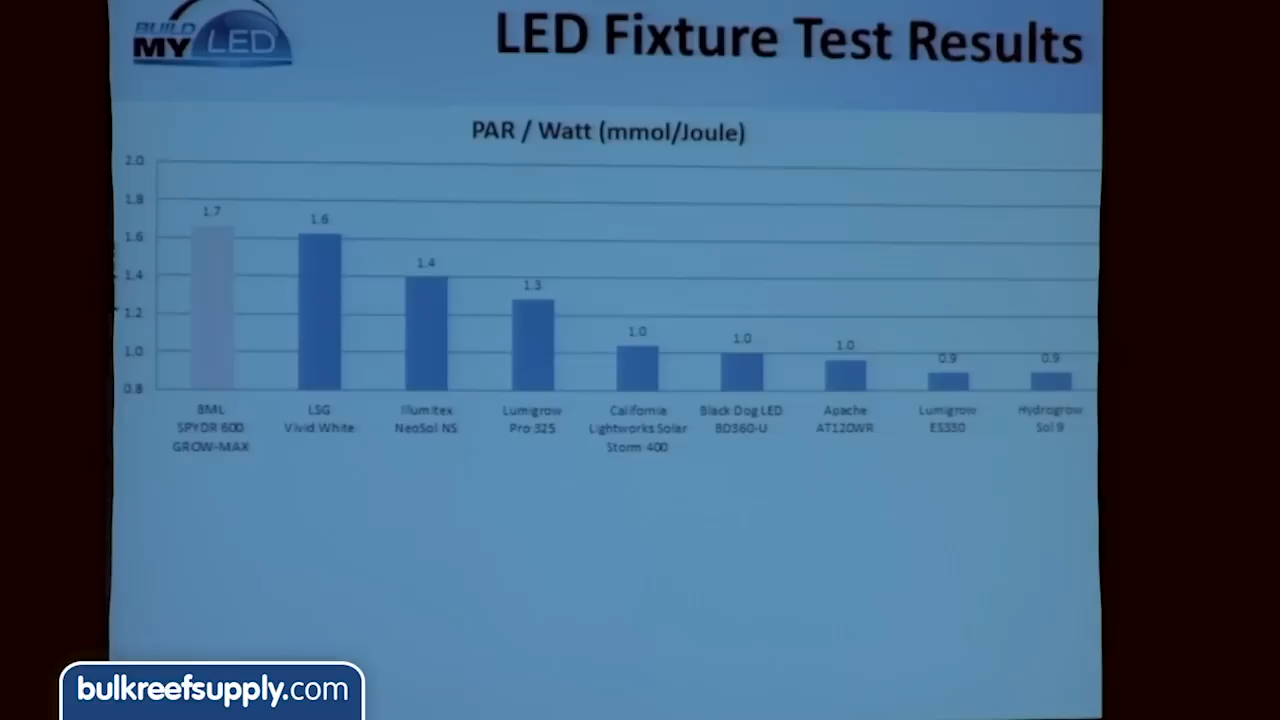 BUILD
MY LED
LED Fixture Test Results
PAR / Watt (mmol/Joule)
2.0
1.8
1.6
1.4
1.2
1.0
0.8
1.7
1.6
1.4
1.3
1.0
1.0
1.0
0.9
0.9
BML
SPYDR 600
GROW-MAX
LSG
Vivid White
Illumitex
NeoSol NS
Lumigrow
Pro 325
California
Lightworks Solar
Storm 400
Black Dog LED
BD360-U
Apache
AT120WR
Lumigrow
ES330
Hydrogrow
Sol 9
bulkreefsupply.com